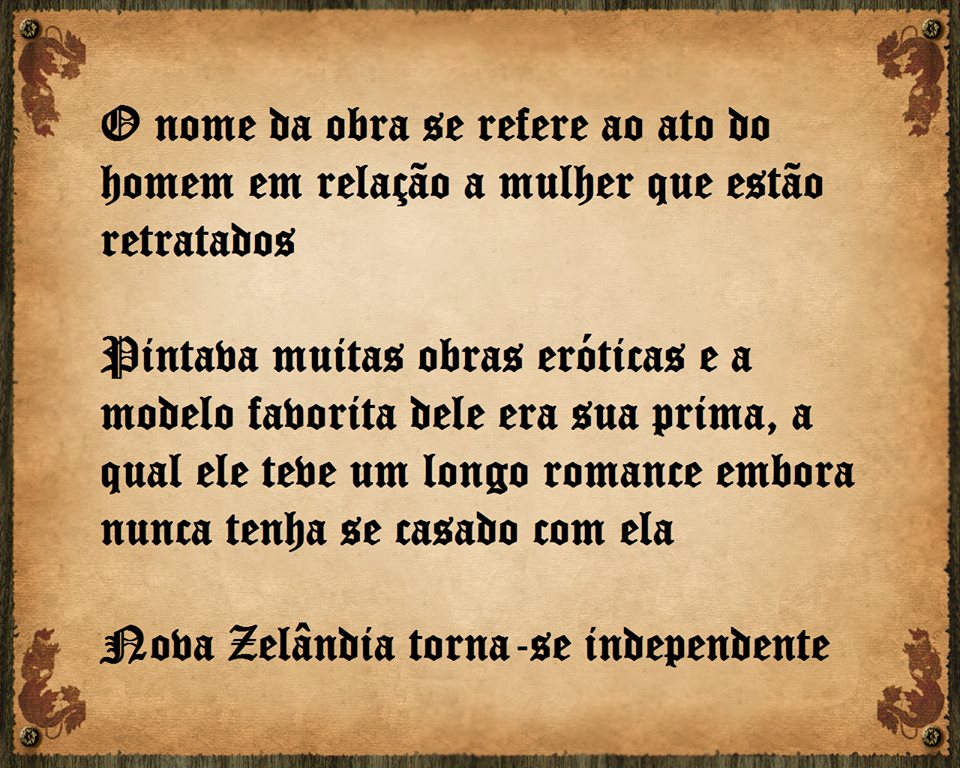 O nome da obra se refere ao ato do
homem em relação a mulher que estão
retratados
Pintava muitas obras eróticas e a
modelo favorita dele era sua prima, a
qual ele teve um longo romance embora
nunca tenha se casado com ela
Nova Zelândia torna-se independente